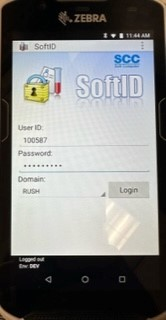 ZEBRA
11:44 AM
SoftID
SCC
SoftID
User ID:
100587
Password:
•••••••••
Domain:
RUSH
Login
Logged out
Env: DEV